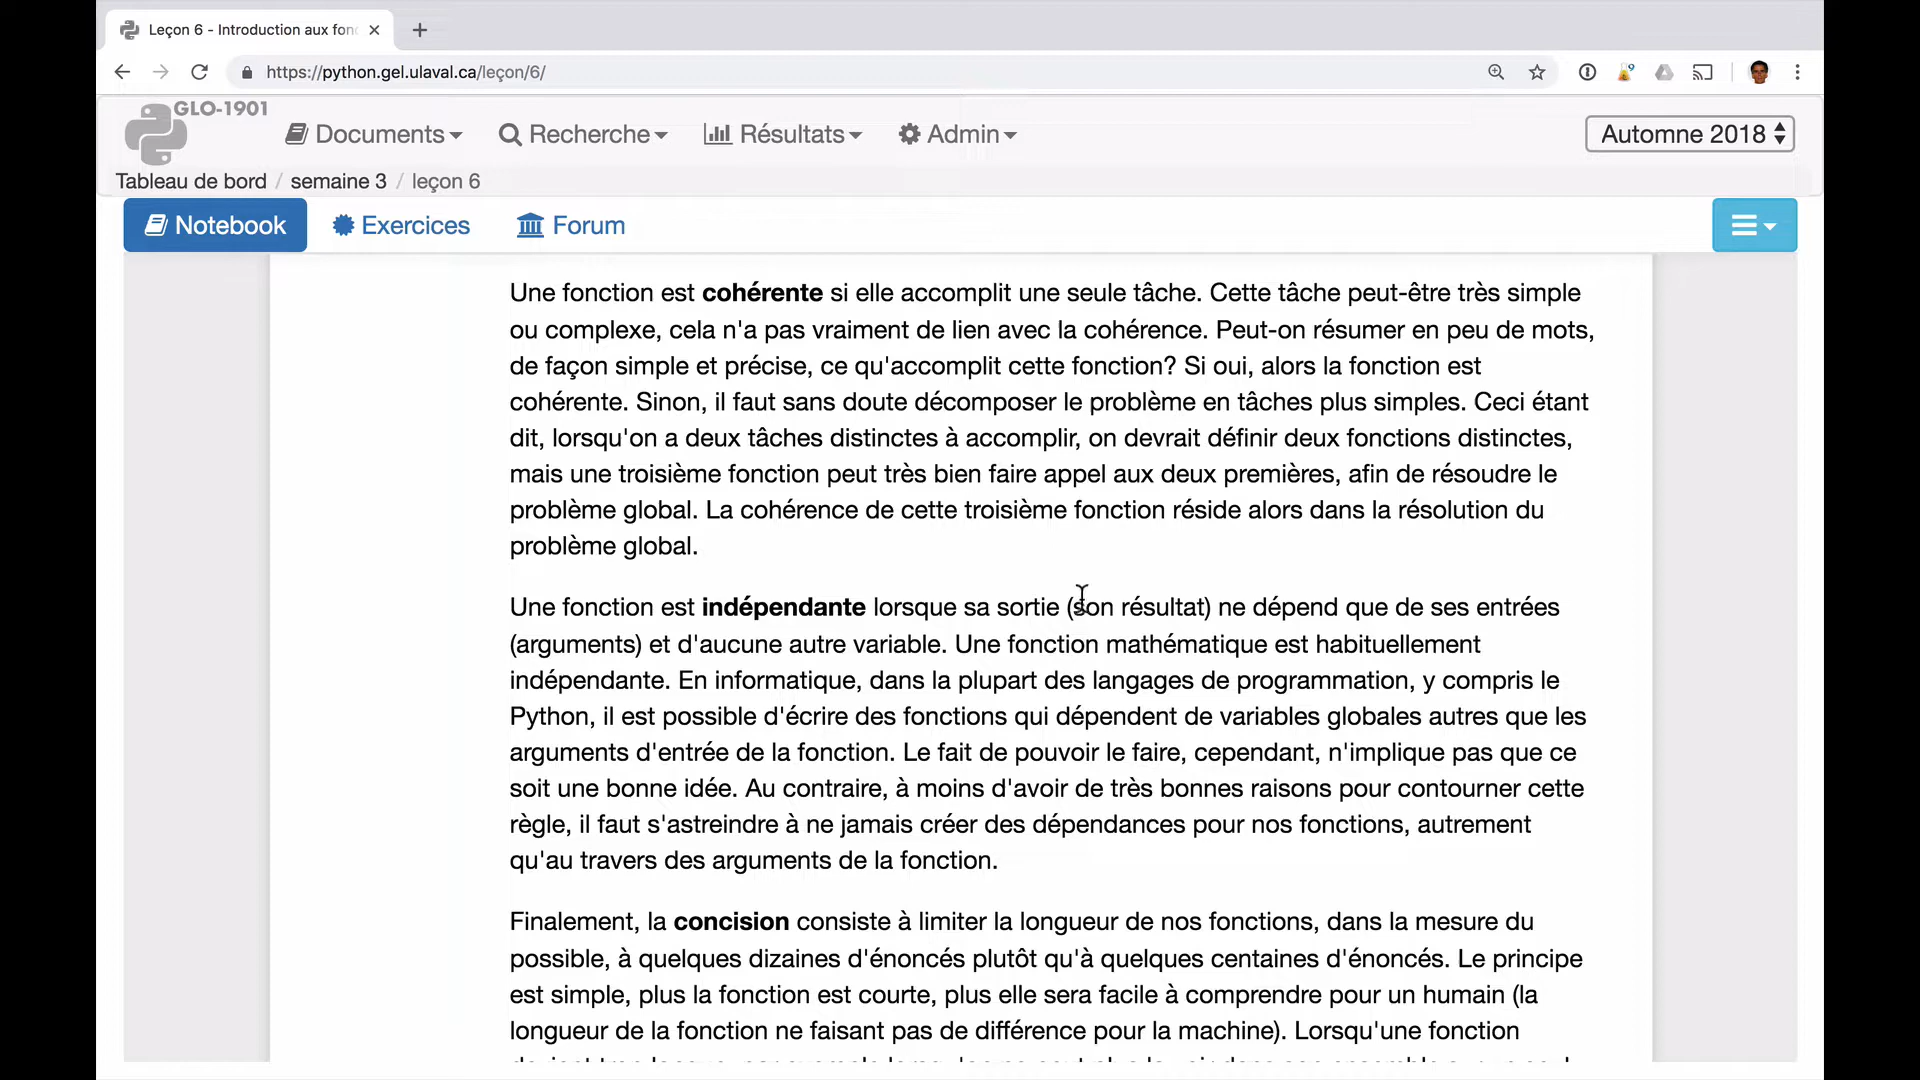 Leçon 6 - Introduction aux fon
https://python.gel.ulaval.ca/leçon/6/
GLO-1901
Documents Recherche Résultats Admin Automne 2018
Tableau de bord / semaine 3 / leçon 6
Notebook Exercices Forum
Une fonction est cohérente si elle accomplit une seule tâche. Cette tâche peut-être très simple
ou complexe, cela n'a pas vraiment de lien avec la cohérence. Peut-on résumer en peu de mots,
de façon simple et précise, ce qu'accomplit cette fonction? Si oui, alors la fonction est
cohérente. Sinon, il faut sans doute décomposer le problème en tâches plus simples. Ceci étant
dit, lorsqu'on a deux tâches distinctes à accomplir, on devrait définir deux fonctions distinctes,
mais une troisième fonction peut très bien faire appel aux deux premières, afin de résoudre le
problème global. La cohérence de cette troisième fonction réside alors dans la résolution du
problème global.
Une fonction est indépendante lorsque sa sortie (son résultat) ne dépend que de ses entrées
(arguments) et d'aucune autre variable. Une fonction mathématique est habituellement
indépendante. En informatique, dans la plupart des langages de programmation, y compris le
Python, il est possible d'écrire des fonctions qui dépendent de variables globales autres que les
arguments d'entrée de la fonction. Le fait de pouvoir le faire, cependant, n'implique pas que ce
soit une bonne idée. Au contraire, à moins d'avoir de très bonnes raisons pour contourner cette
règle, il faut s'astreindre à ne jamais créer des dépendances pour nos fonctions, autrement
qu'au travers des arguments de la fonction.
Finalement, la concision consiste à limiter la longueur de nos fonctions, dans la mesure du
possible, à quelques dizaines d'énoncés plutôt qu'à quelques centaines d'énoncés. Le principe
est simple, plus la fonction est courte, plus elle sera facile à comprendre pour un humain (la
longueur de la fonction ne faisant pas de différence pour la machine). Lorsqu'une fonction